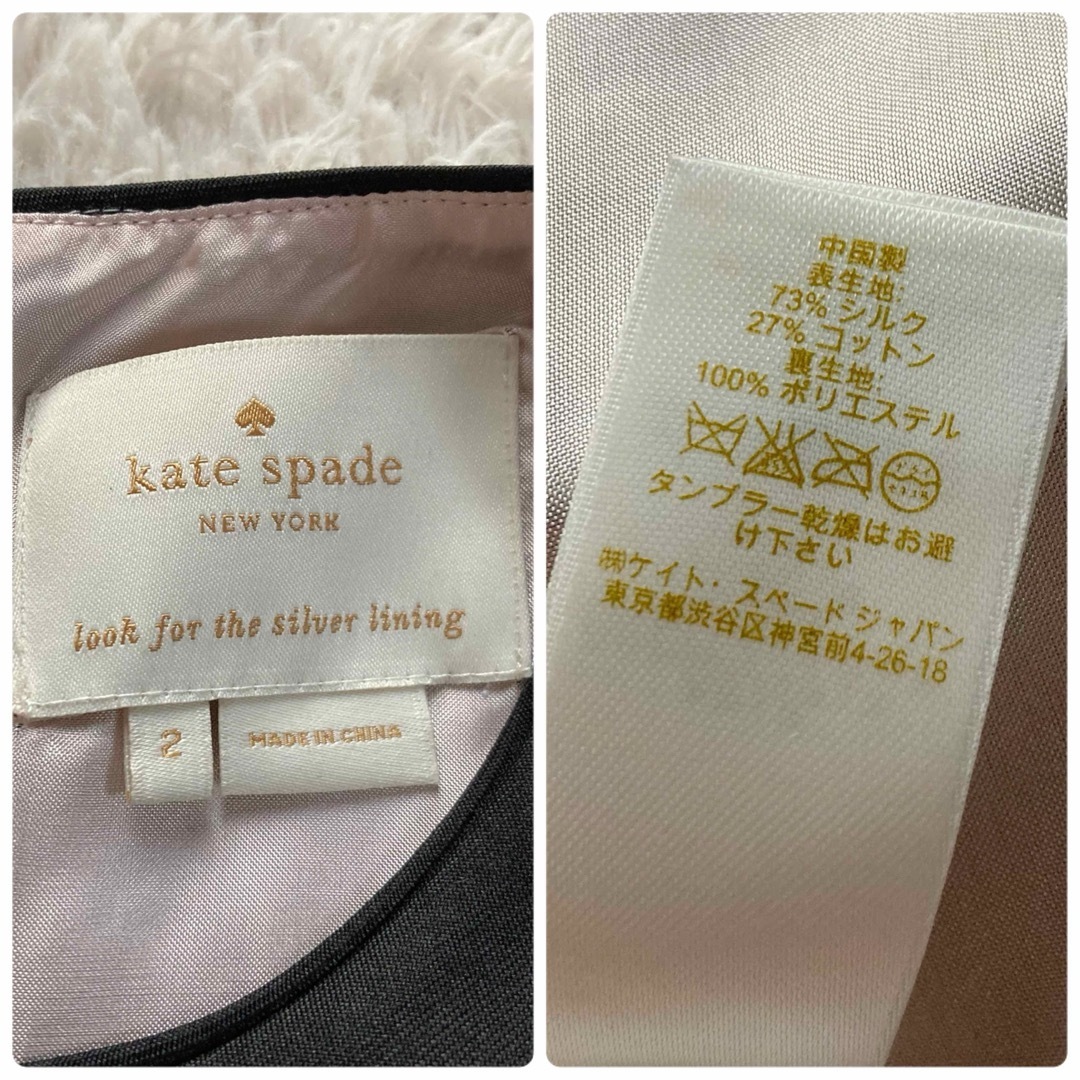 kate spade
NEW YORK
look for the silver lining
2
MADE IN CHINA
中国製
表生地:
73% シルク
27% コットン
裏生地:
100% ポリエステル
タンブラー乾燥はお避
け下さい
㈱ケイト・スペード ジャパン
東京都渋谷区神宮前4-26-18